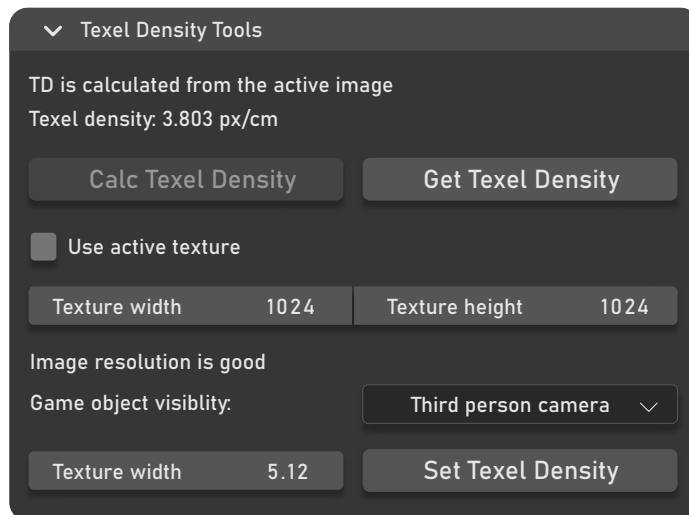 Texel Density Tools
TD is calculated from the active image
Texel density: 3.803 px/cm
Calc Texel Density Get Texel Density
Use active texture
Texture width 1024 Texture height 1024
Image resolution is good
Game object visiblity: Third person camera
Texture width 5.12 Set Texel Density